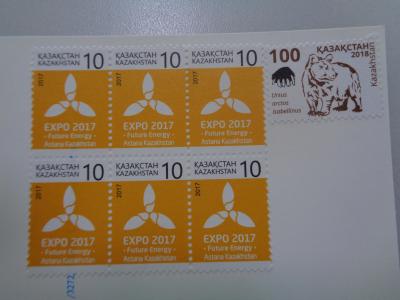 ҚАЗАҚСТАН
KAZAKHSTAN 10
2017
EXPO 2017
- Future Energy -
Astana Kazakhstan
ҚАЗАҚСТАН
KAZAKHSTAN 10
2017
EXPO 2017
- Future Energy -
Astana Kazakhstan
ҚАЗАҚСТАН
KAZAKHSTAN 10
2017
EXPO 2017
- Future Energy -
Astana Kazakhstan
100 ҚАЗАҚСТАН
2018
Kazakhstan
Ursus
arctos
isabellinus
ҚАЗАҚСТАН
KAZAKHSTAN 10
2017
EXPO 2017
- Future Energy -
Astana Kazakhstan
ҚАЗАҚСТАН
KAZAKHSTAN 10
2017
EXPO 2017
- Future Energy -
Astana Kazakhstan
ҚАЗАҚСТАН
KAZAKHSTAN 10
2017
EXPO 2017
- Future Energy -
Astana Kazakhstan